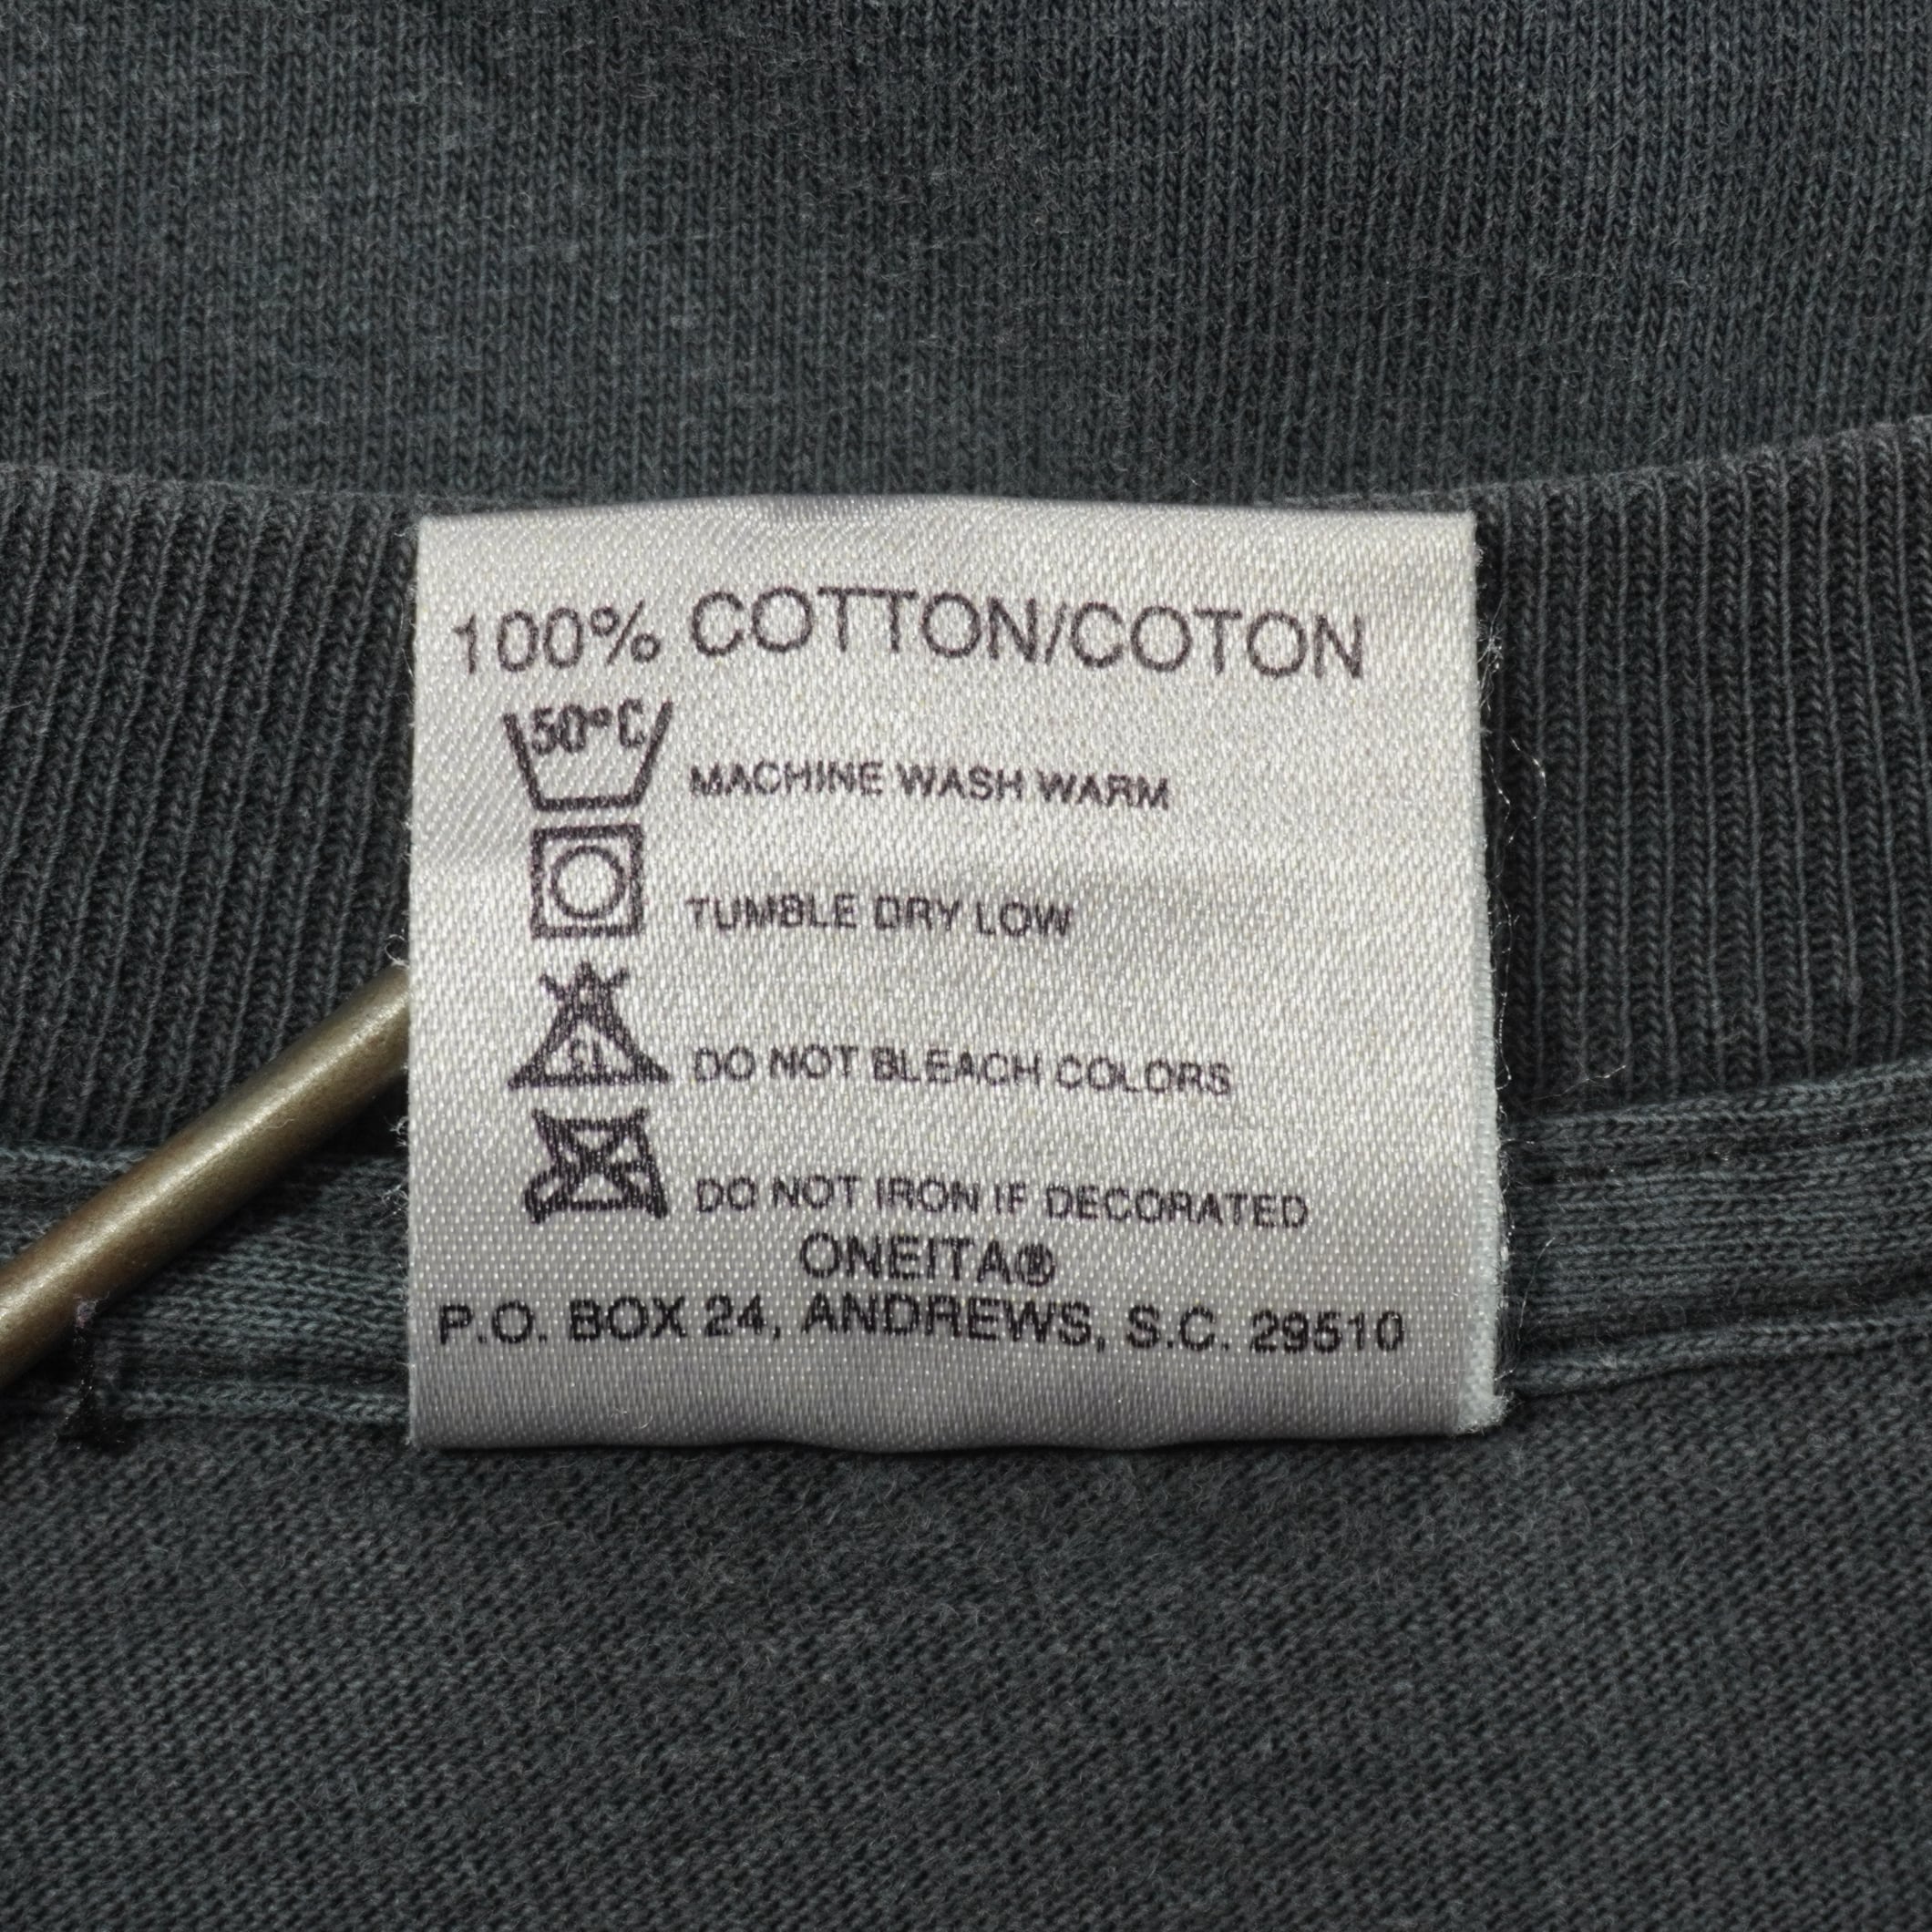 100% COTTON/COTON
50°C
MACHINE WASH WARM
TUMBLE DRY LOW
CL
DO NOT BLEACH COLORS
DO NOT IRON IF DECORATED
ONEITA®
P.O. BOX 24, ANDREWS, S.C. 29510